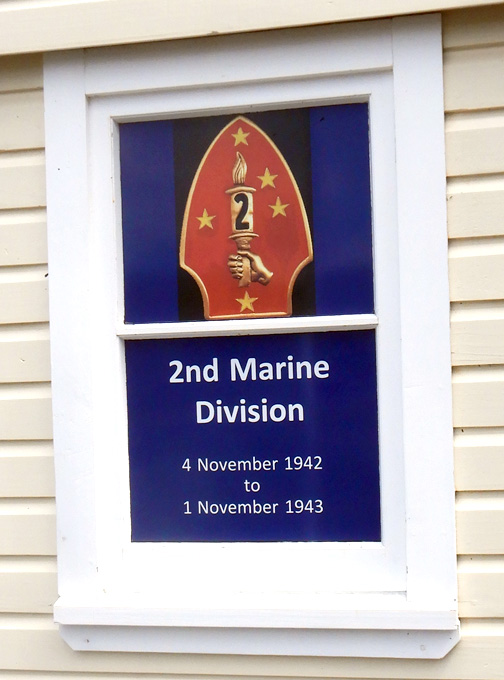 2
2nd Marine
Division
4 November 1942
to
1 November 1943